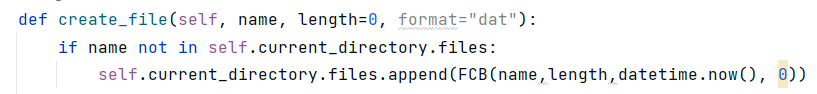 def create_file(self, name, length=0, format="dat"):
if name not in self.current_directory.files:
self.current_directory.files.append(FCB(name,length,datetime.now(), 0))